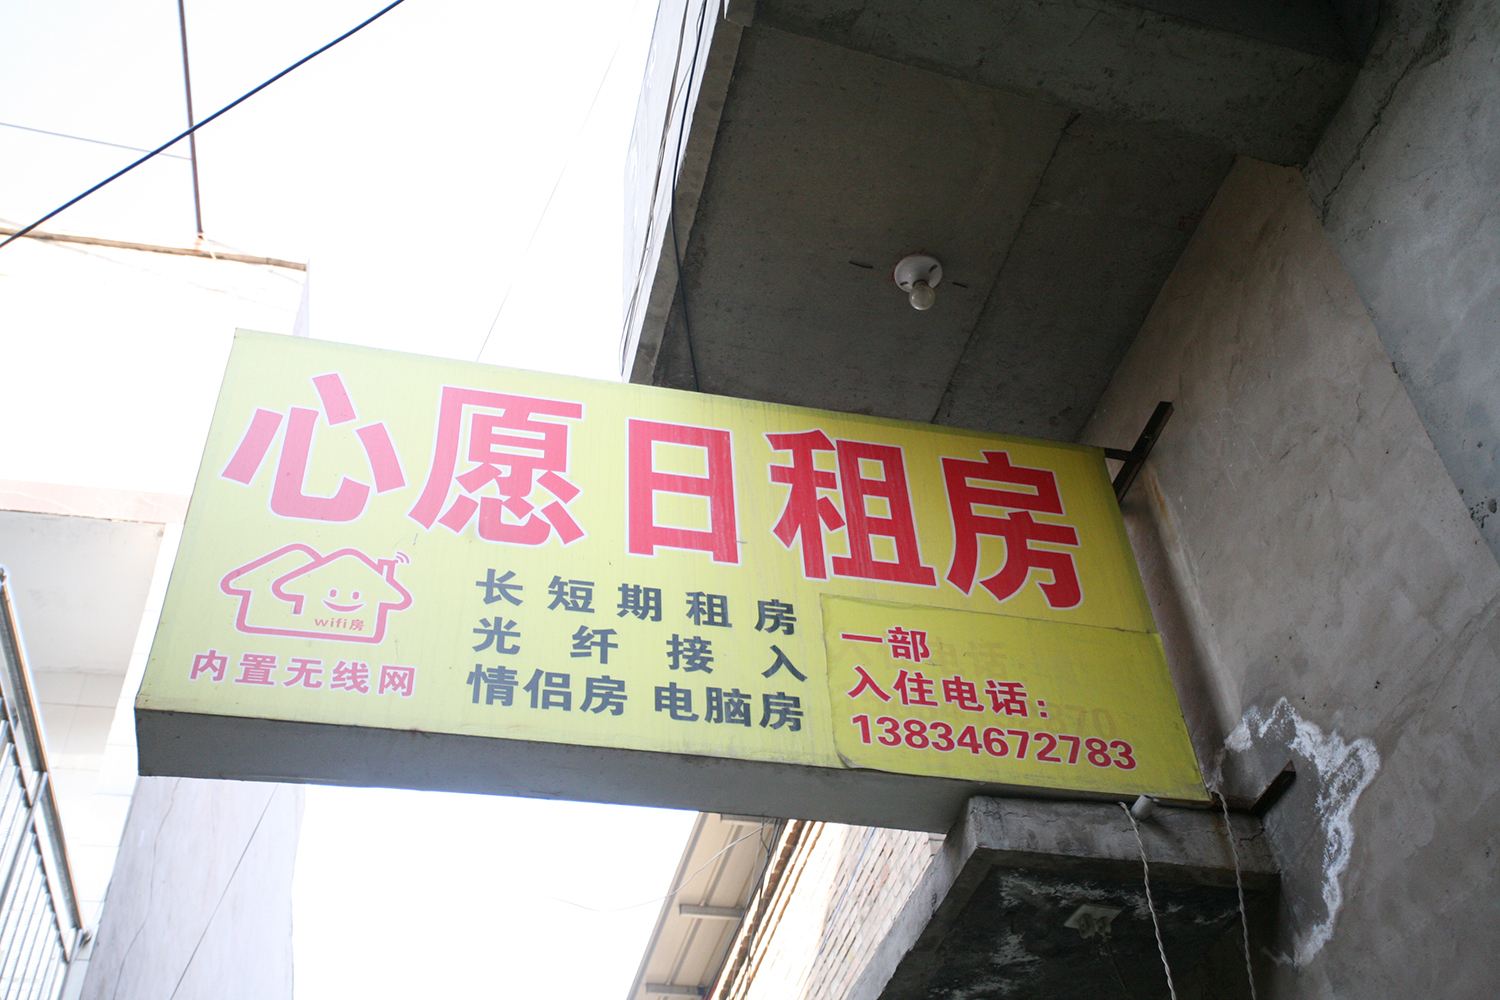 心愿日租房
wifi房
内置无线网
长短期租房
光纤接入
情侣房 电脑房
一部
入住电话:
13834672783